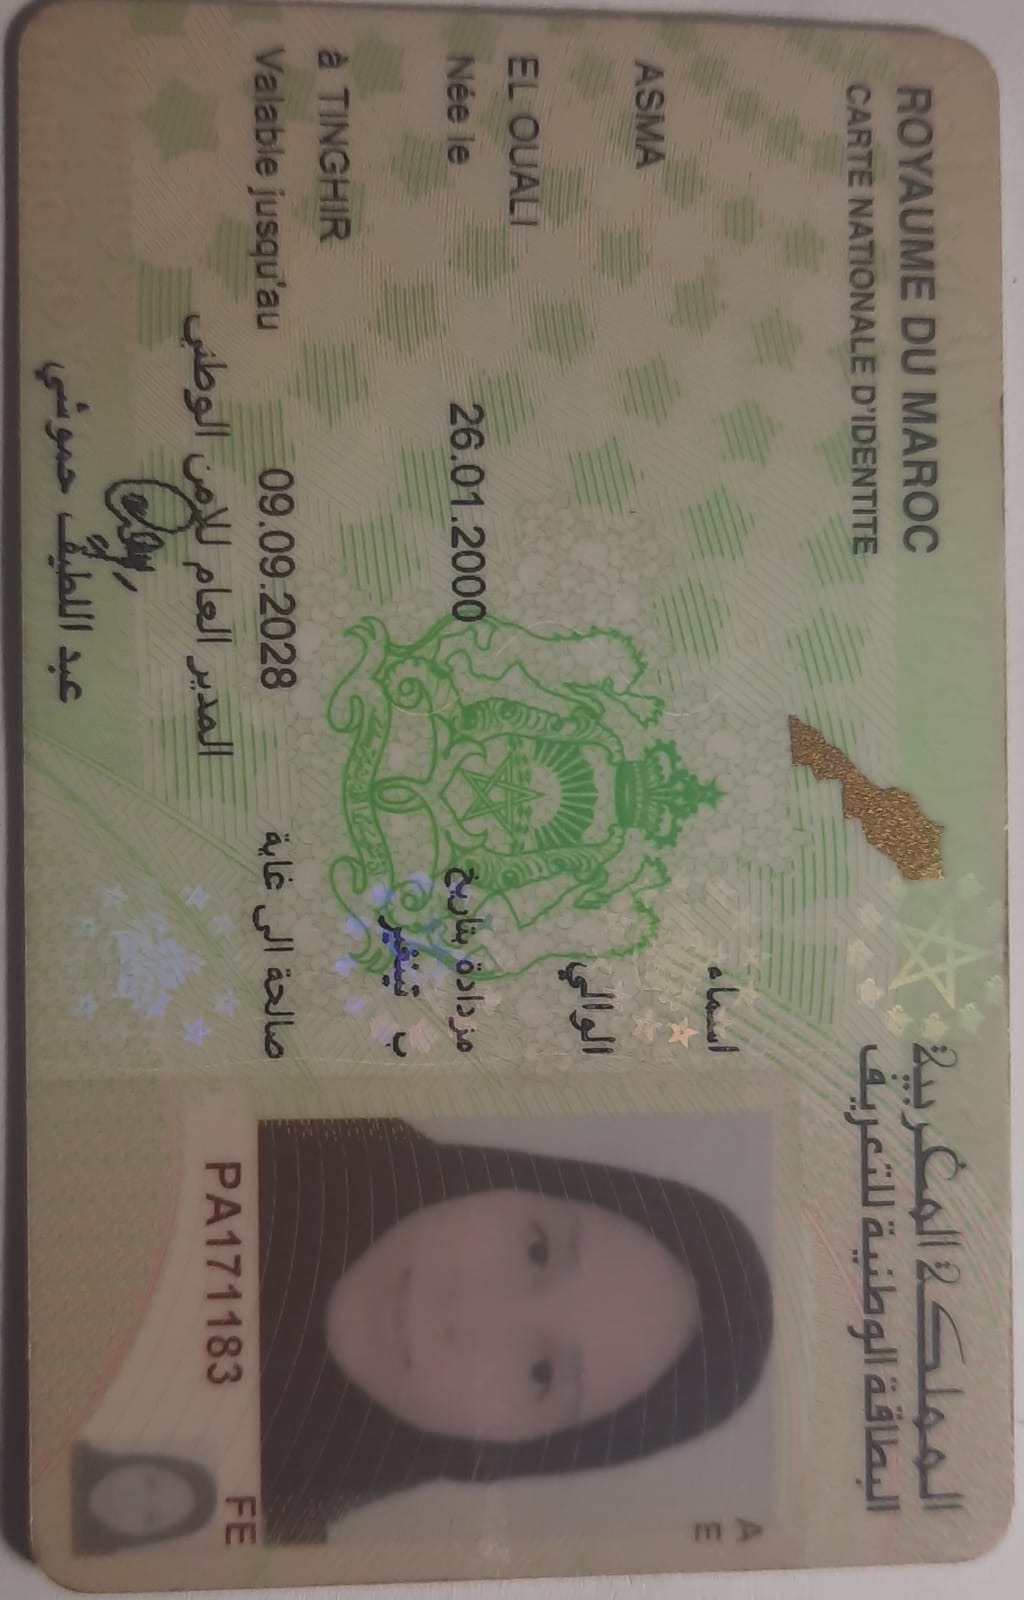 ROYAUME DU MAROC
المملكة المغربية
CARTE NATIONALE D'IDENTITE
البطاقة الوطنية للتعريف
اسماء
ASMA
الوالي
EL OUALI
Née le 26.01.2000 مزدادة بتاريخ
ب تينغير
à TINGHIR
Valable jusqu'au 09.09.2028 صالحة الى غاية
المدير العام للامن الوطني
عبد اللطيف حموشي
A
E
PA171183
FE